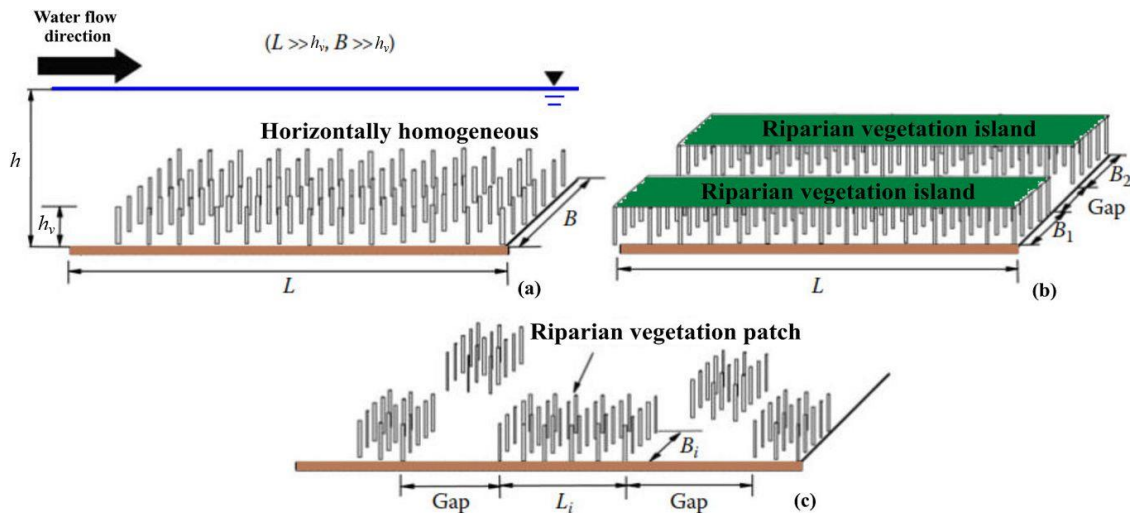 Water flow
direction
(L >> hᵥ, B >> hᵥ)
Horizontally homogeneous
h
hᵥ
B
L
(a)
Riparian vegetation island
Riparian vegetation island
B₂
Gap
B₁
L
(b)
Riparian vegetation patch
Bᵢ
Gap
Lᵢ
Gap
(c)